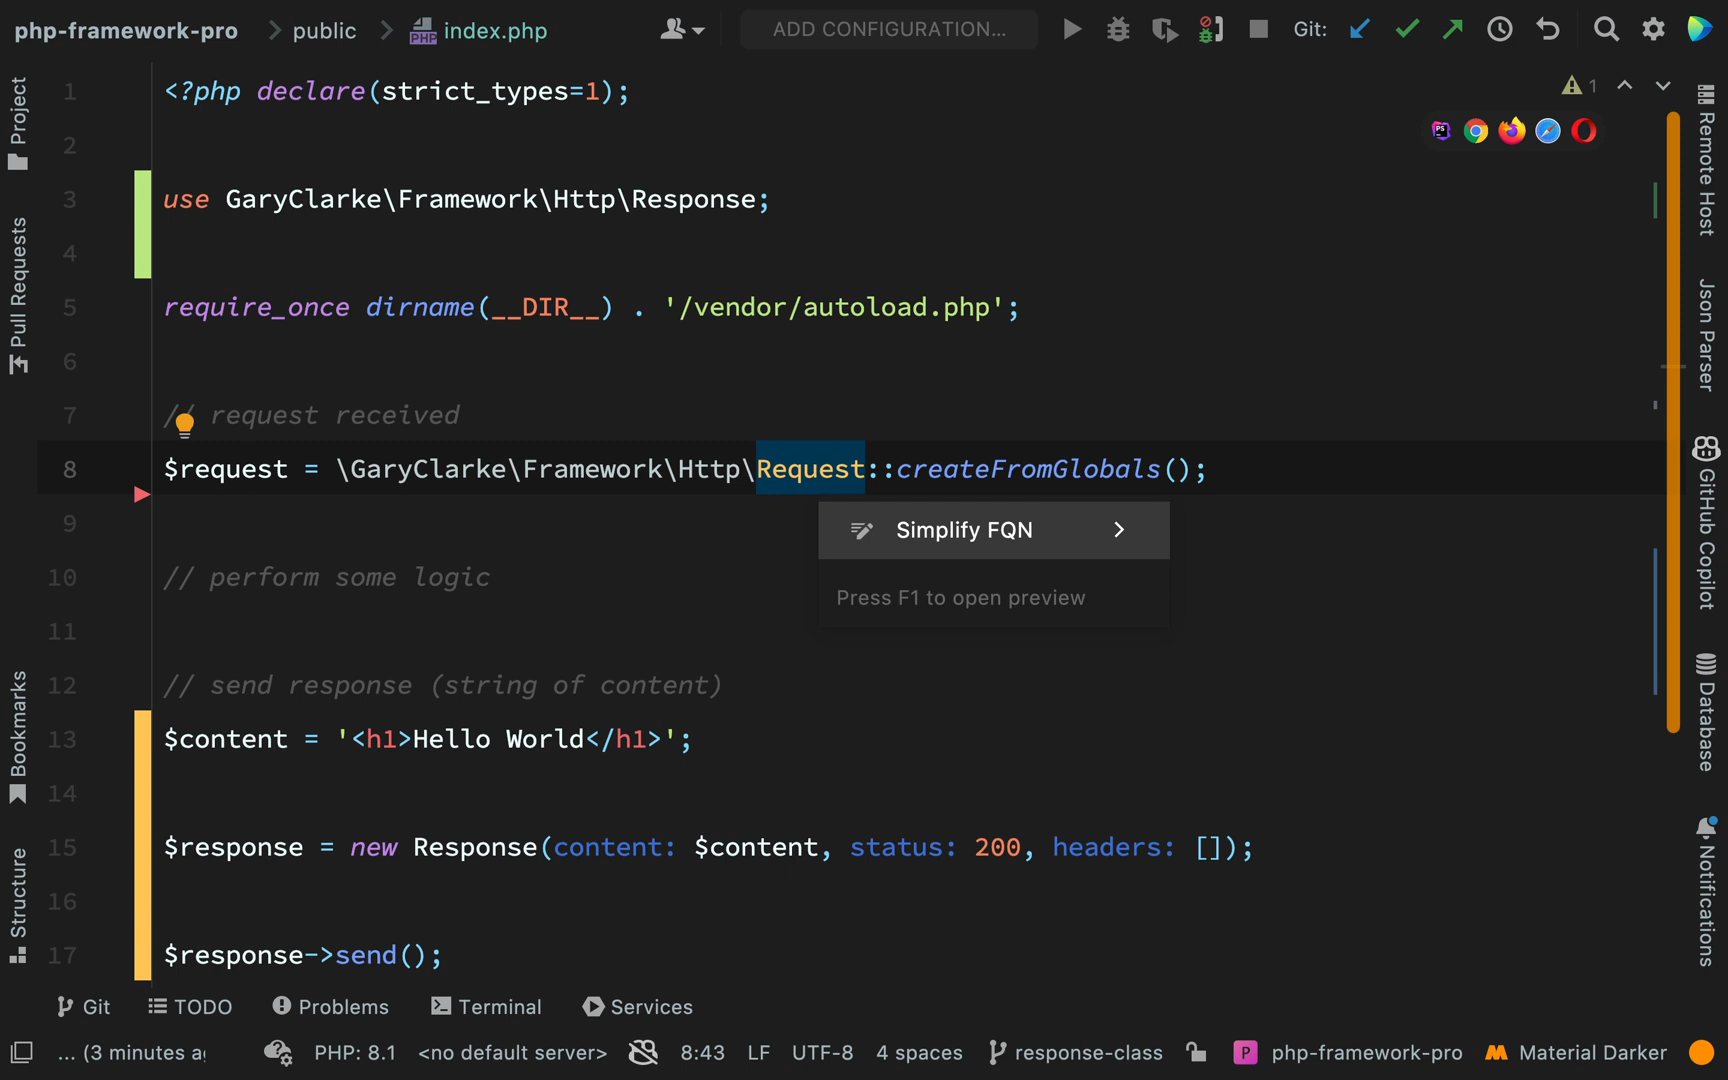 php-framework-pro
public
PHP
index.php
ADD CONFIGURATION...
Git:
1 <?php declare(strict_types=1);
1
2
PS
3 use GaryClarke\Framework\Http\Response;
4
5 require_once dirname(__DIR__) . '/vendor/autoload.php';
6
7 // request received
8 $request = \GaryClarke\Framework\Http\Request::createFromGlobals();
9
Simplify FQN
10 // perform some logic
Press F1 to open preview
11
12 // send response (string of content)
13 $content = '<h1>Hello World</h1>';
14
15 $response = new Response(content: $content, status: 200, headers: []);
16
17 $response->send();
Project
Pull Requests
Bookmarks
Structure
Remote Host
Json Parser
GitHub Copilot
Database
Notifications
Git
TODO
Problems
Terminal
Services
... (3 minutes
PHP: 8.1
<no default server>
8:43
LF
UTF-8
4 spaces
response-class
P
php-framework-pro
Material Darker